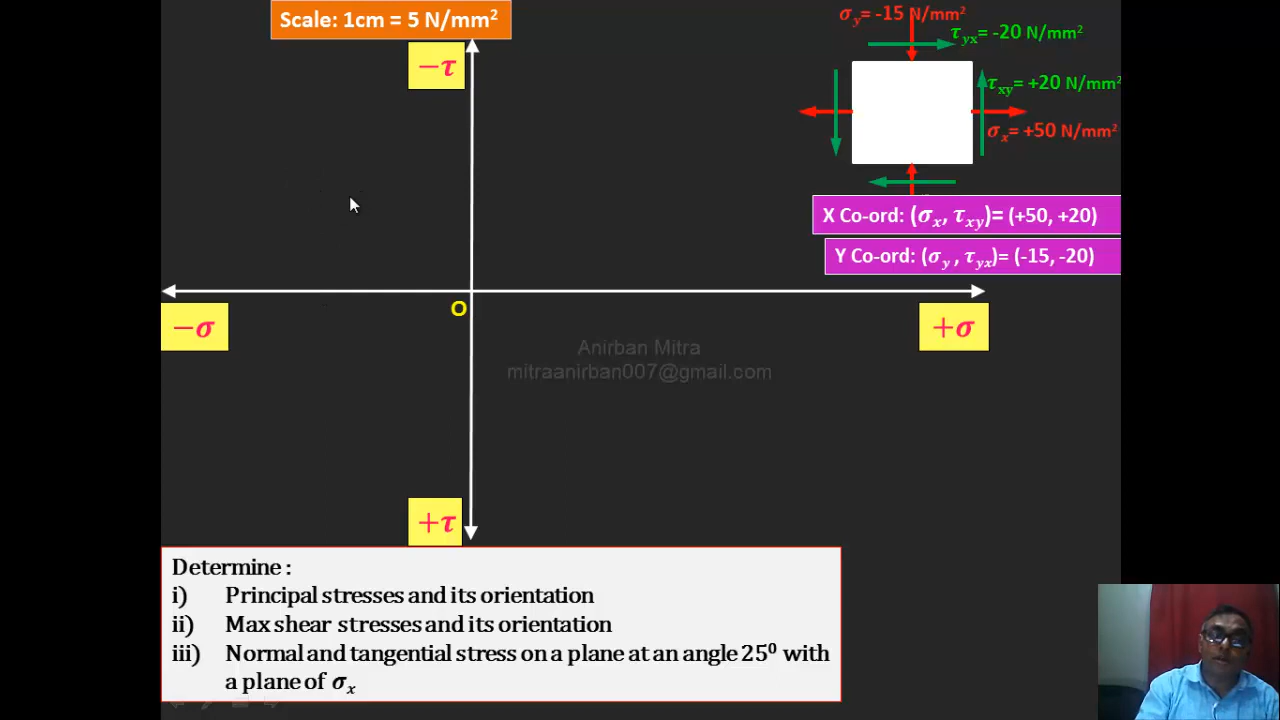 Scale: 1cm = 5 N/mm²
σy= -15 N/mm²
τyx= -20 N/mm²
−τ
τxy= +20 N/mm²
σx= +50 N/mm²
X Co-ord: (σx, τxy)= (+50, +20)
Y Co-ord: (σy , τyx)= (-15, -20)
O
−σ
+σ
Anirban Mitra
mitraanirban007@gmail.com
+τ
Determine :
i) Principal stresses and its orientation
ii) Max shear stresses and its orientation
iii) Normal and tangential stress on a plane at an angle 25⁰ with
a plane of σx